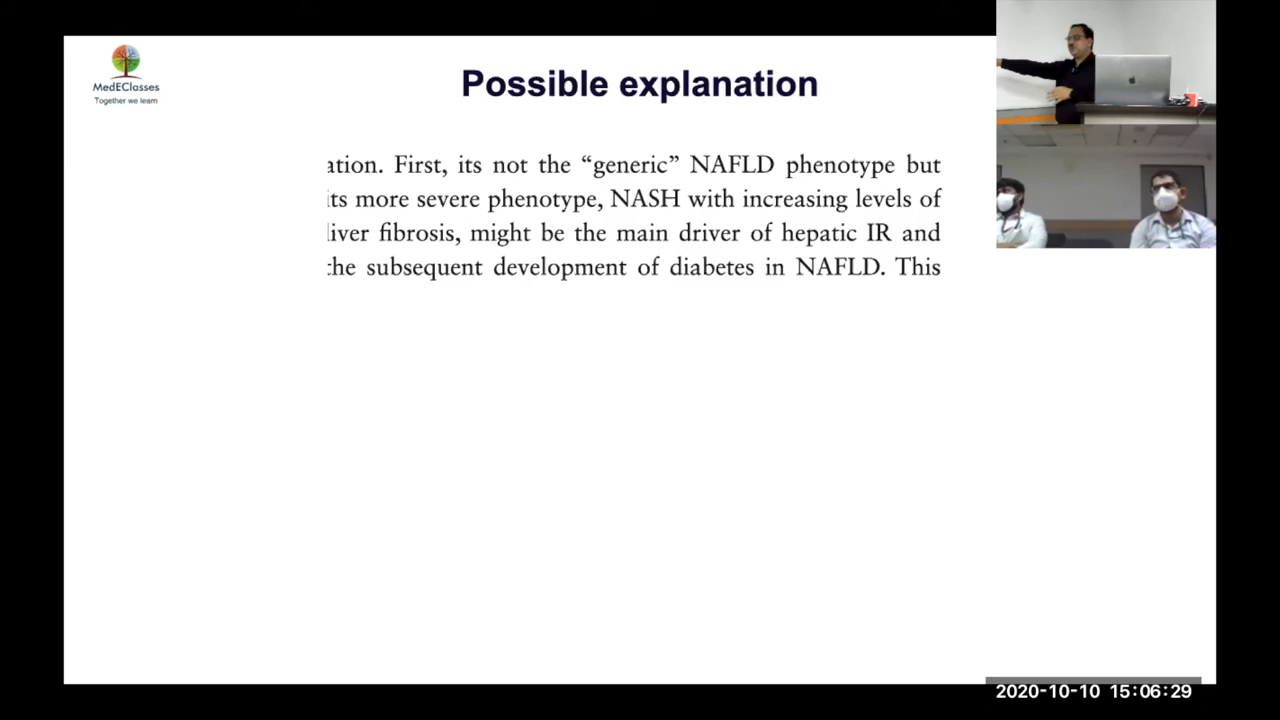 MedEClasses
Together we learn
Possible explanation
ation. First, its not the “generic” NAFLD phenotype but
its more severe phenotype, NASH with increasing levels of
liver fibrosis, might be the main driver of hepatic IR and
the subsequent development of diabetes in NAFLD. This
2020-10-10 15:06:29